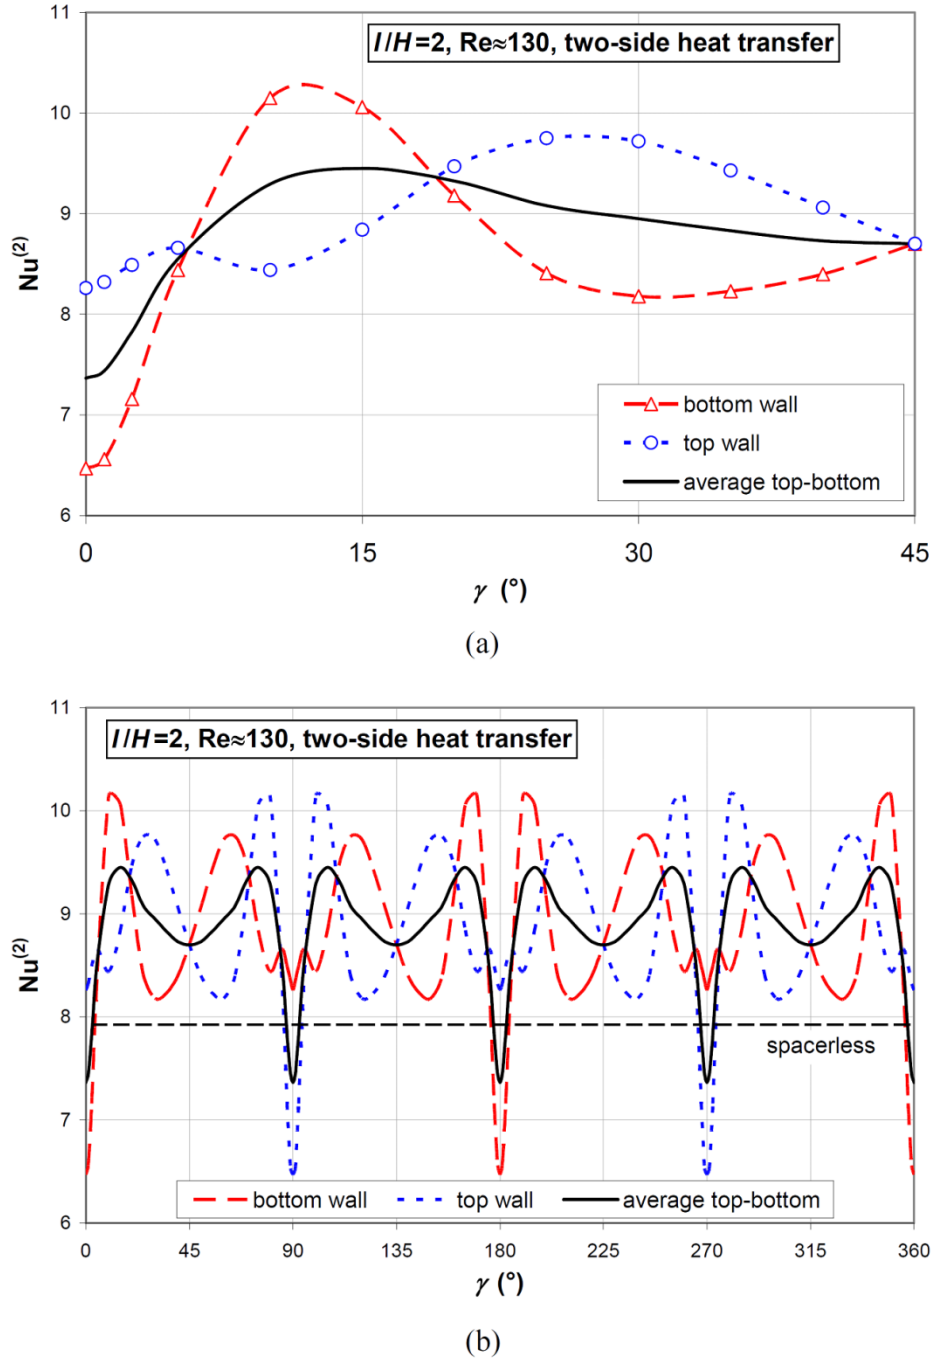 11
l/H=2, Re≈130, two-side heat transfer
10
9
8
7
6
Nu(2)
bottom wall
top wall
average top-bottom
0 15 30 45
γ (°)
(a)
11
l/H=2, Re≈130, two-side heat transfer
10
9
8
7
6
Nu(2)
spacerless
bottom wall top wall average top-bottom
0 45 90 135 180 225 270 315 360
γ (°)
(b)